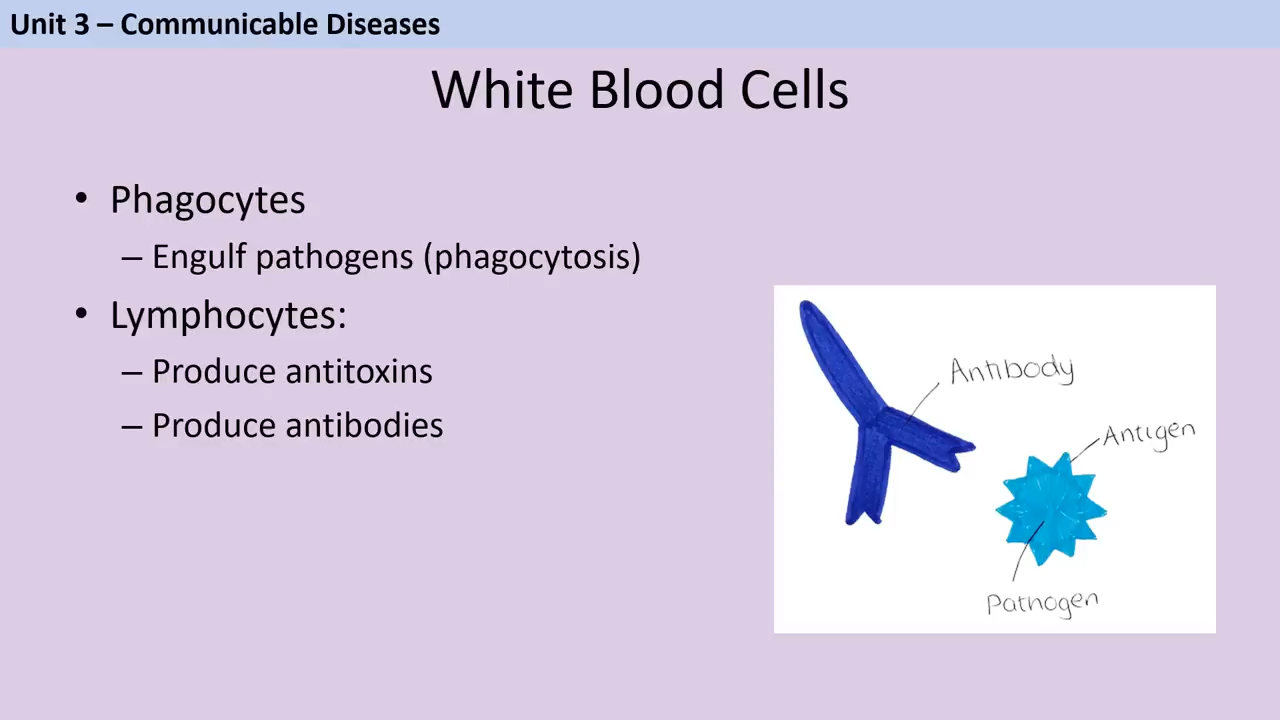 Unit 3 – Communicable Diseases
White Blood Cells
• Phagocytes
– Engulf pathogens (phagocytosis)
• Lymphocytes:
– Produce antitoxins
– Produce antibodies
Antibody
Antigen
Pathogen